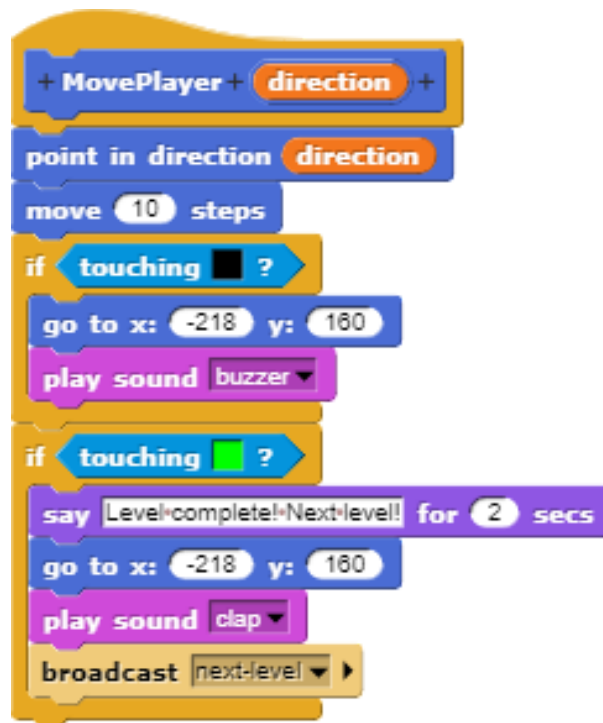 + MovePlayer + direction +
point in direction direction
move 10 steps
if touching ?
go to x: -218 y: 160
play sound buzzer
if touching ?
say Level complete! Next level! for 2 secs
go to x: -218 y: 160
play sound clap
broadcast next-level